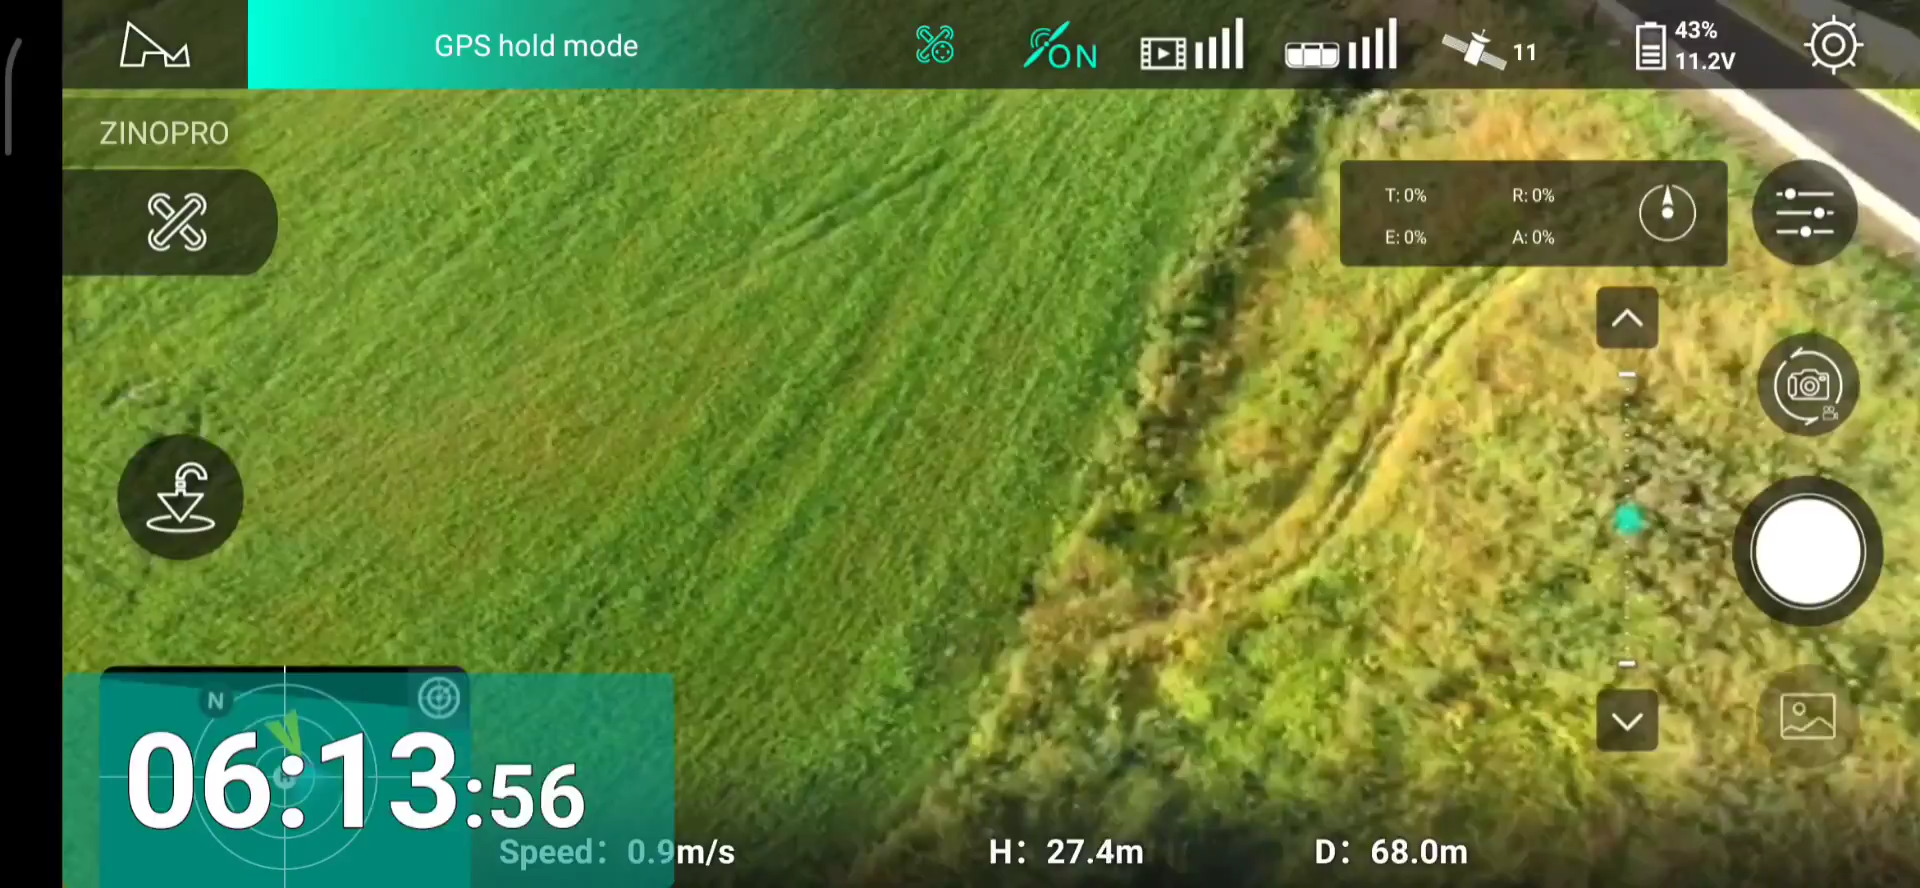 GPS hold mode
ON
11
43%
11.2V
ZINOPRO
T: 0%
R: 0%
E: 0%
A: 0%
N
H
06:13:56
Speed: 0.9m/s
H: 27.4m
D: 68.0m